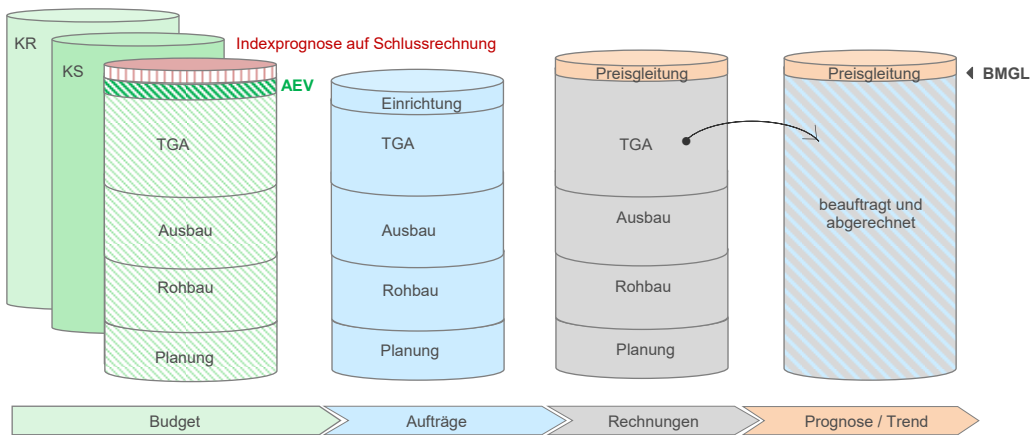 KR
KS
Indexprognose auf Schlussrechnung
AEV
TGA
Ausbau
Rohbau
Planung
Einrichtung
TGA
Ausbau
Rohbau
Planung
Preisgleitung
TGA
Ausbau
Rohbau
Planung
Preisgleitung
BMGL
beauftragt und
abgerechnet
Budget
Aufträge
Rechnungen
Prognose / Trend